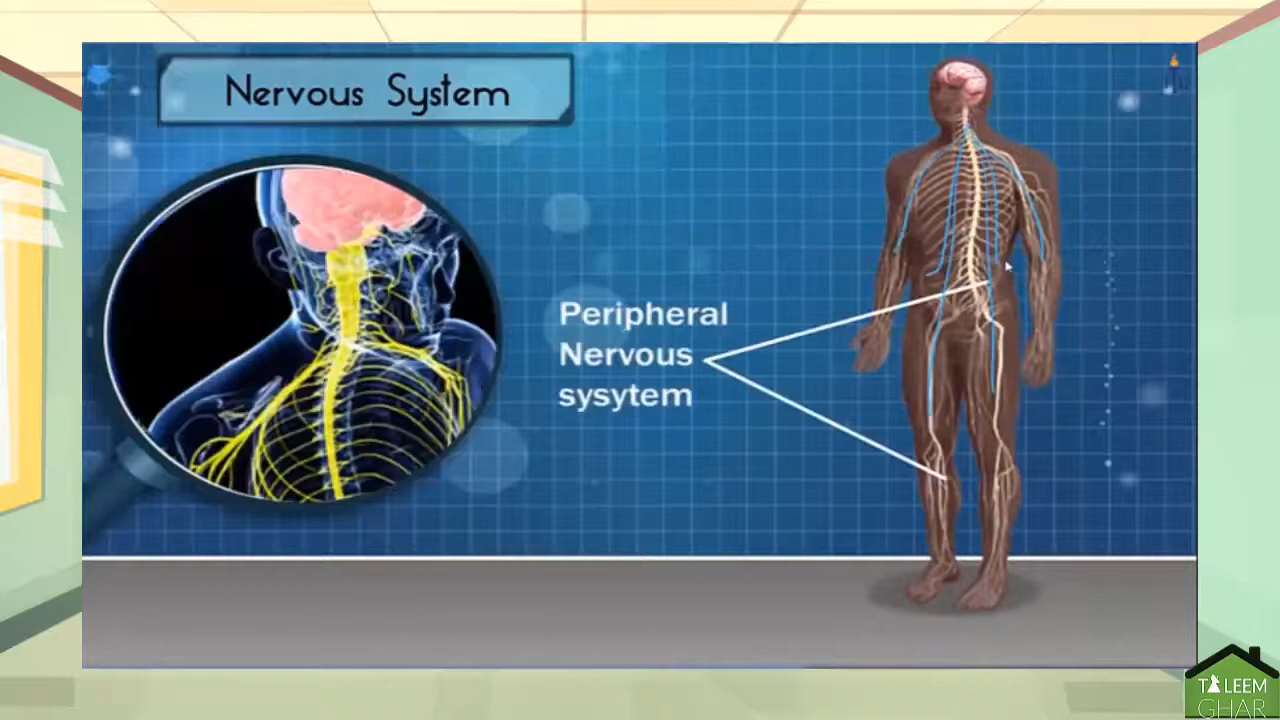 Nervous System
Peripheral
Nervous
sysytem
TALEEM
GHAR